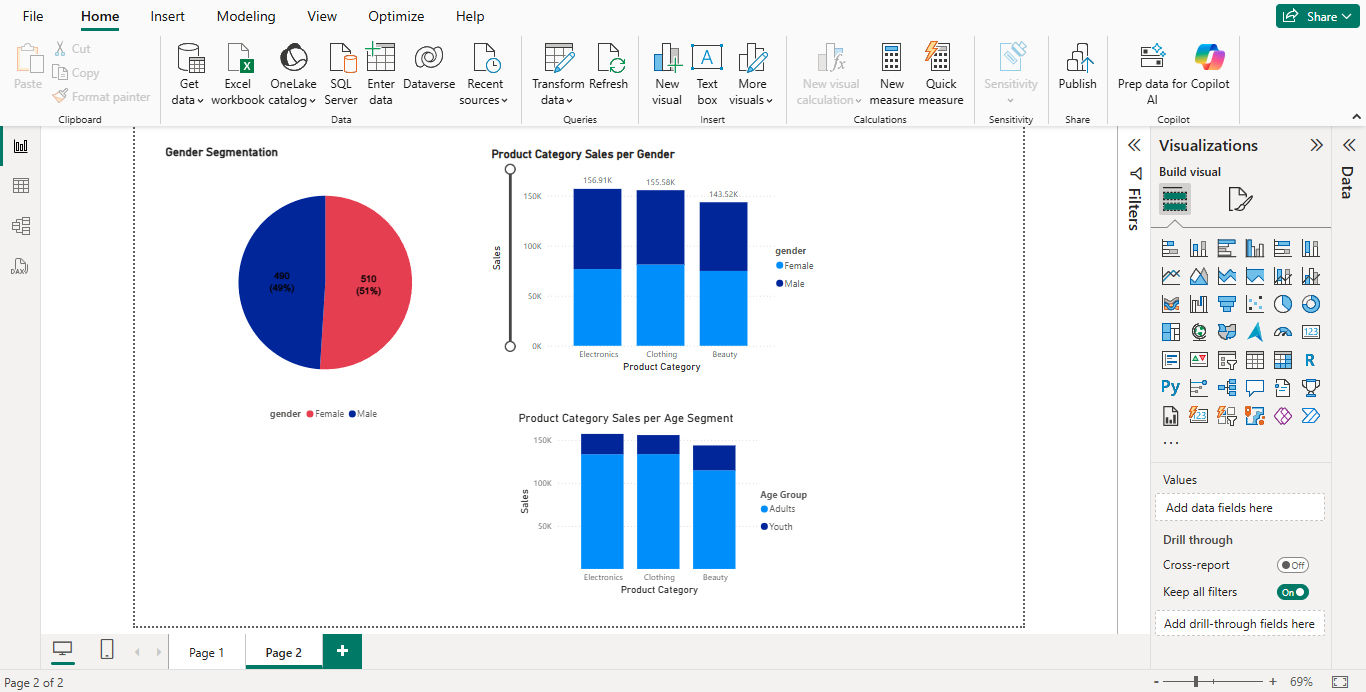 File Home Insert Modeling View Optimize Help Share
Paste
Cut
Copy
Format painter
Clipboard
Get data
Excel workbook
OneLake catalog
SQL Server
Enter data
Dataverse
Recent sources
Data
Transform data
Refresh
Queries
New visual
Text box
More visuals
Insert
New visual calculation
New measure
Quick measure
Calculations
Sensitivity
Sensitivity
Publish
Share
Prep data for AI
Copilot
Copilot
Gender Segmentation
490
(49%)
510
(51%)
gender Female Male
Product Category Sales per Gender
156.91K 155.58K 143.52K
150K
100K
50K
0K
Sales
Electronics Clothing Beauty
Product Category
gender
Female
Male
Product Category Sales per Age Segment
150K
100K
50K
Sales
Electronics Clothing Beauty
Product Category
Age Group
Adults
Youth
Filters
Visualizations
Build visual
123
R
Py
123
...
Values
Add data fields here
Drill through
Cross-report Off
Keep all filters On
Add drill-through fields here
Data
DAX
Page 1 Page 2 +
Page 2 of 2
- + 69%